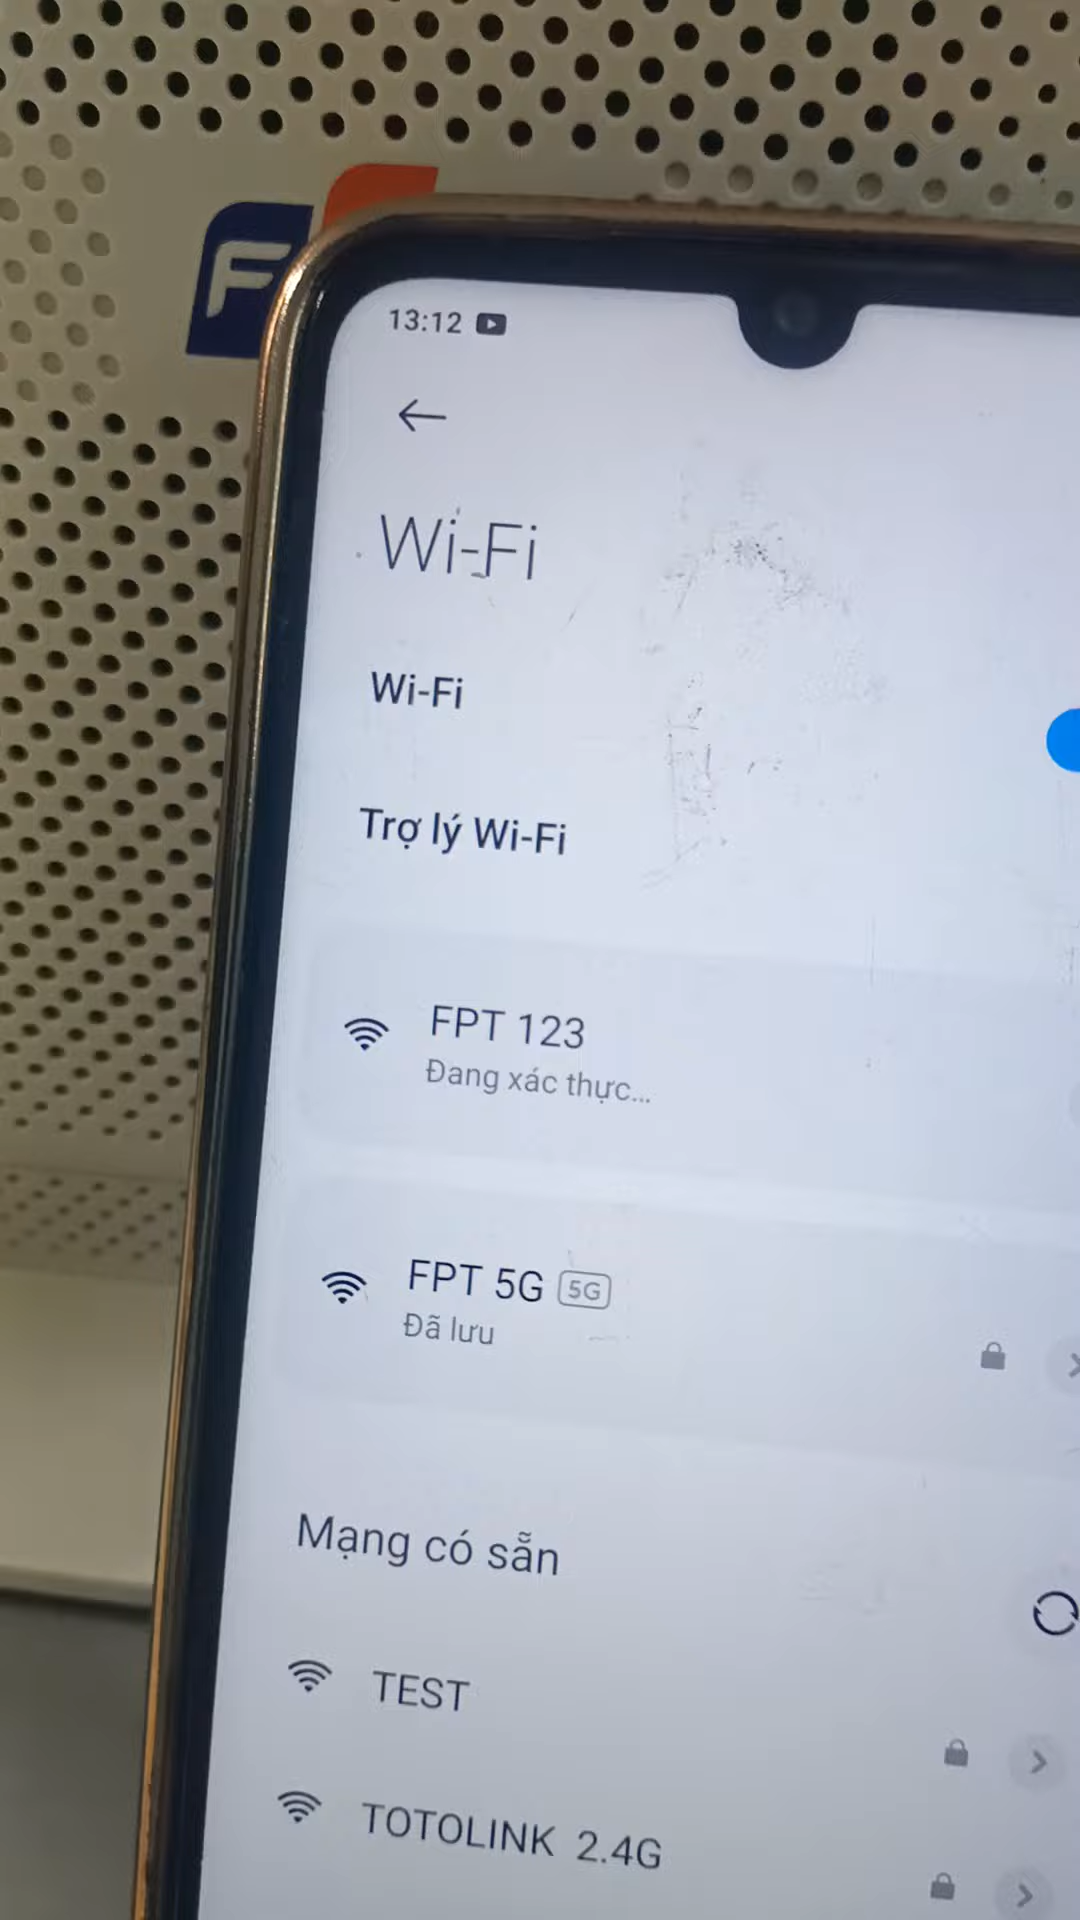 F
13:12
Wi-Fi
Wi-Fi
Trợ lý Wi-Fi
FPT 123
Đang xác thực...
FPT 5G 5G
Đã lưu
Mạng có sẵn
TEST
TOTOLINK 2.4G